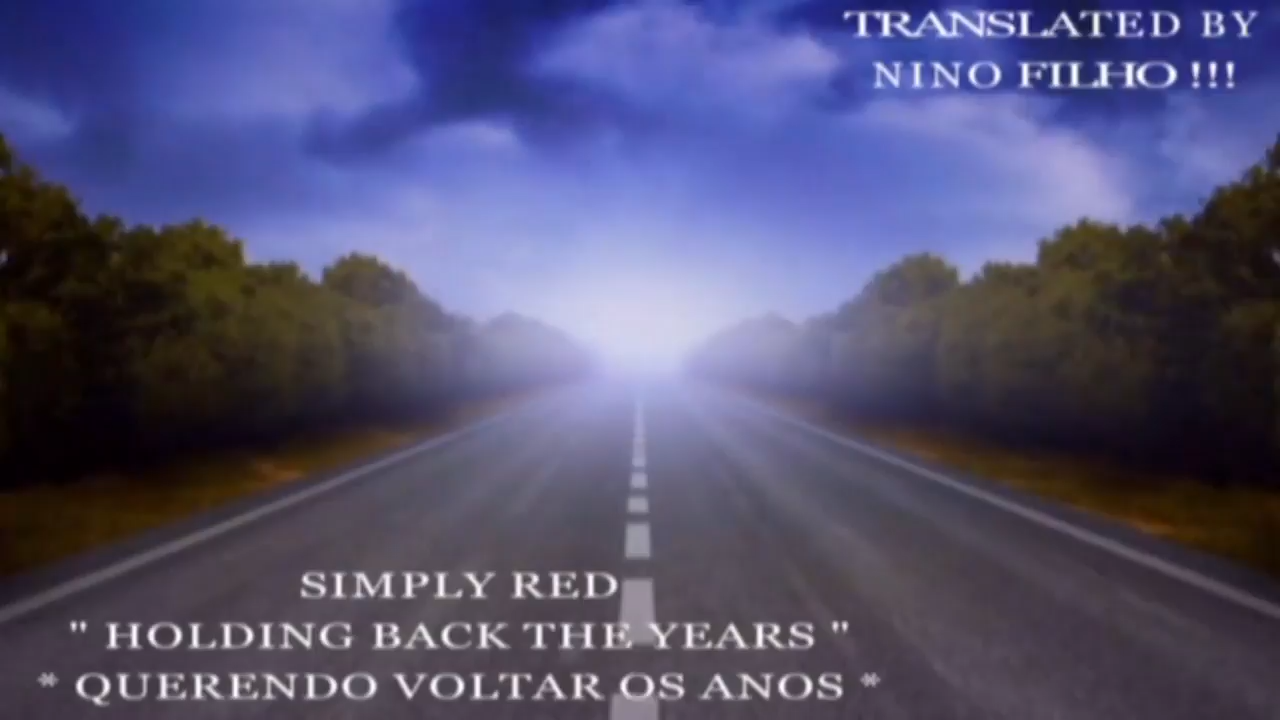 TRANSLATED BY
NINO FILHO !!!
SIMPLY RED
" HOLDING BACK THE YEARS "
* QUERENDO VOLTAR OS ANOS *